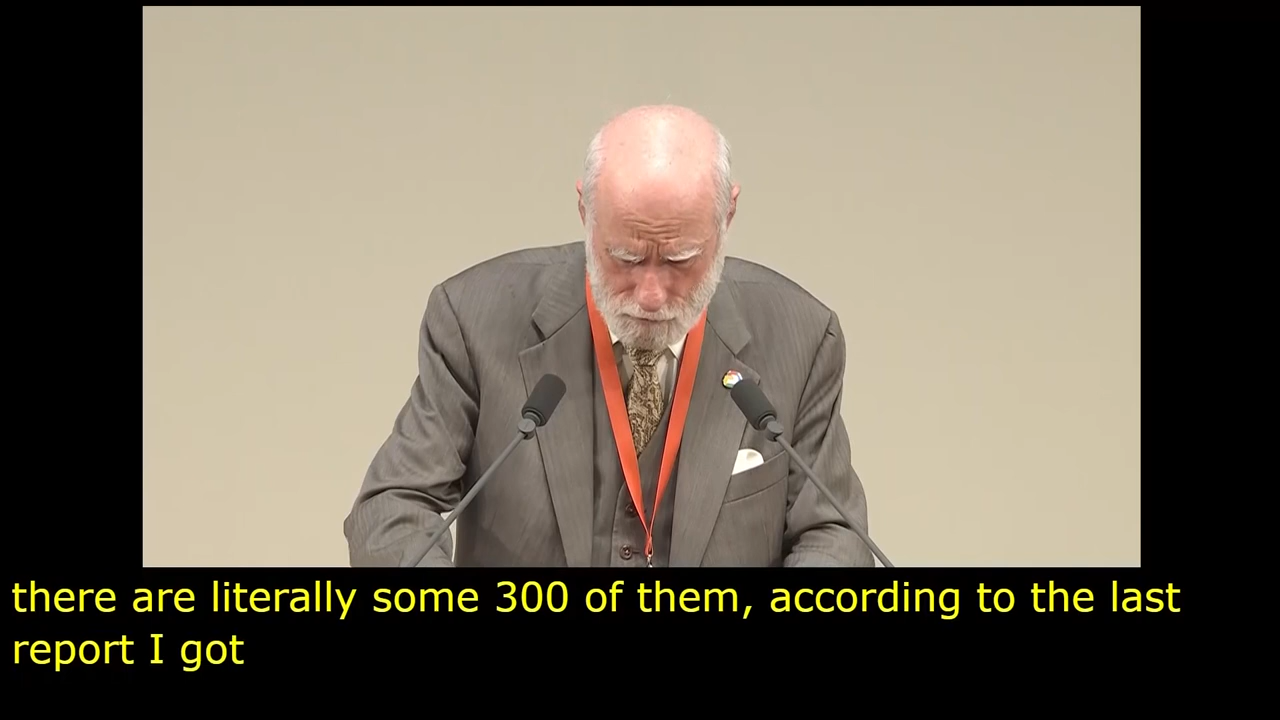 there are literally some 300 of them, according to the last
report I got